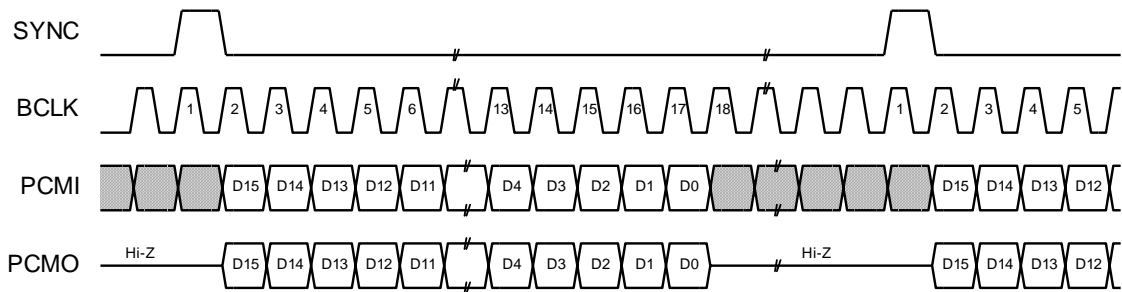 SYNC
BCLK 1 2 3 4 5 6 13 14 15 16 17 18 1 2 3 4 5
PCMI D15 D14 D13 D12 D11 D4 D3 D2 D1 D0 D15 D14 D13 D12
PCMO Hi-Z D15 D14 D13 D12 D11 D4 D3 D2 D1 D0 Hi-Z D15 D14 D13 D12